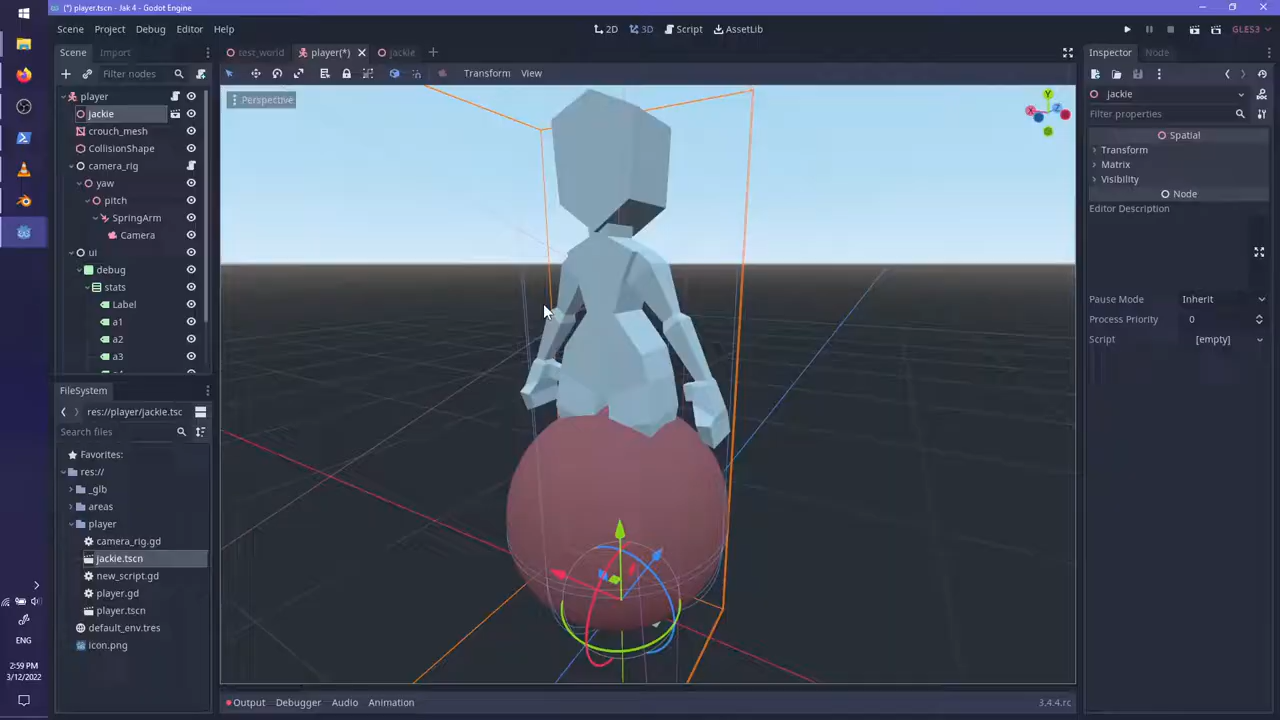 (*) player.tscn - Jak 4 - Godot Engine
Scene Project Debug Editor Help
2D 3D Script AssetLib
GLES3
Scene Import
test_world player(*) jackie
Inspector Node
Filter nodes
Transform View
player
jackie
crouch_mesh
CollisionShape
camera_rig
yaw
pitch
SpringArm
Camera
ui
debug
stats
Label
a1
a2
a3
Perspective
Y
X
Z
jackie
Filter properties
Spatial
Transform
Matrix
Visibility
Node
Editor Description
Pause Mode Inherit
Process Priority 0
Script [empty]
FileSystem
res://player/jackie.tsc
Search files
Favorites:
res://
_glb
areas
player
camera_rig.gd
jackie.tscn
new_script.gd
player.gd
player.tscn
default_env.tres
icon.png
Output Debugger Audio Animation
3.4.4.rc
ENG
2:59 PM
3/12/2022